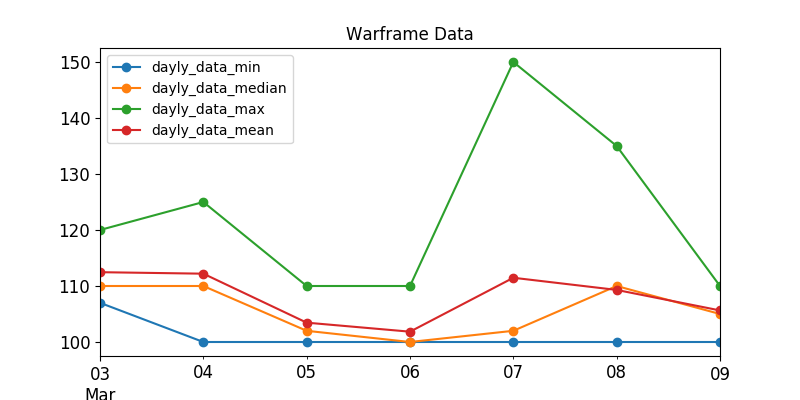 Warframe Data
150
140
130
120
110
100
dayly_data_min
dayly_data_median
dayly_data_max
dayly_data_mean
03 04 05 06 07 08 09
Mar